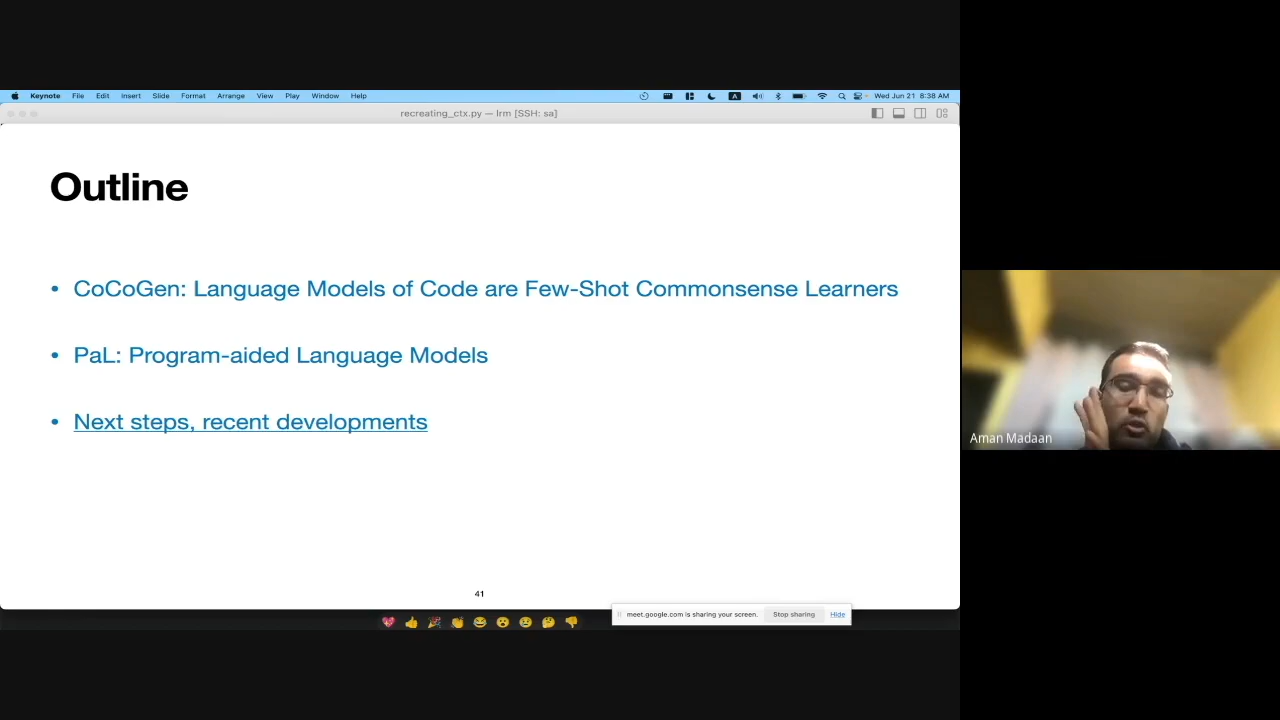 Keynote File Edit Insert Slide Format Arrange View Play Window Help A Wed Jun 21 8:38 AM
recreating_ctx.py — lrm [SSH: sa]
Outline
• CoCoGen: Language Models of Code are Few-Shot Commonsense Learners
• PaL: Program-aided Language Models
• Next steps, recent developments
Aman Madaan
41
meet.google.com is sharing your screen. Stop sharing Hide